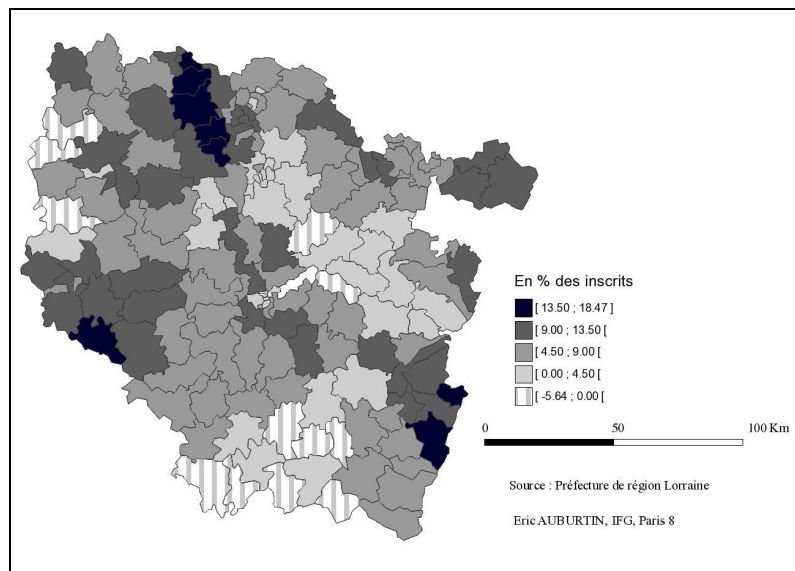 En % des inscrits
[ 13.50 ; 18.47 ]
[ 9.00 ; 13.50 [
[ 4.50 ; 9.00 [
[ 0.00 ; 4.50 [
[ -5.64 ; 0.00 [
0 50 100 Km
Source : Préfecture de région Lorraine
Eric AUBURTIN, IFG, Paris 8